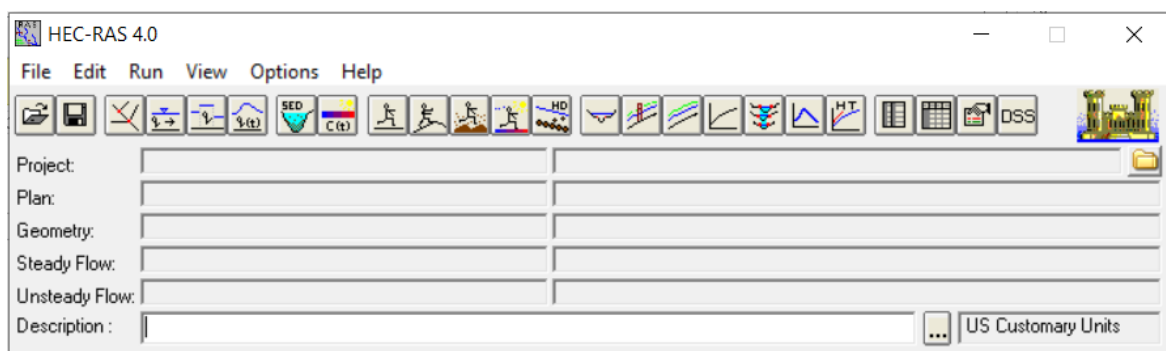 HEC-RAS 4.0
File Edit Run View Options Help
SED C(t) HD HT DSS
Project:
Plan:
Geometry:
Steady Flow:
Unsteady Flow:
Description : ... US Customary Units